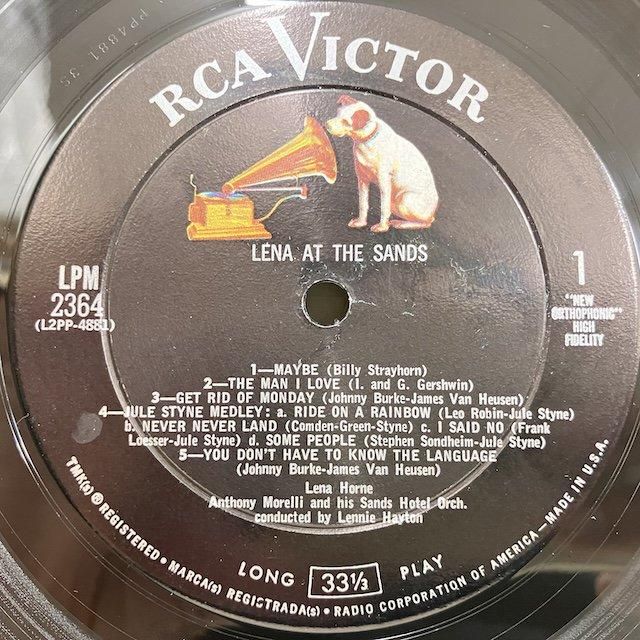 RCA VICTOR
LENA AT THE SANDS
LPM
2364
(L2PP-4881)
1
"NEW
ORTHOPHONIC"
HIGH
FIDELITY
1—MAYBE (Billy Strayhorn)
2—THE MAN I LOVE (I. and G. Gershwin)
3—GET RID OF MONDAY (Johnny Burke-James Van Heusen)
4—JULE STYNE MEDLEY: a. RIDE ON A RAINBOW (Leo Robin-Jule Styne)
b. NEVER NEVER LAND (Comden-Green-Styne) c. I SAID NO (Frank
Loesser-Jule Styne) d. SOME PEOPLE (Stephen Sondheim-Jule Styne)
5—YOU DON'T HAVE TO KNOW THE LANGUAGE
(Johnny Burke-James Van Heusen)
Lena Horne
Anthony Morelli and his Sands Hotel Orch.
conducted by Lennie Hayton
LONG 33⅓ PLAY
TMK(s) ® REGISTERED • MARCA(s) REGISTRADA(s) • RADIO CORPORATION OF AMERICA—MADE IN U.S.A.